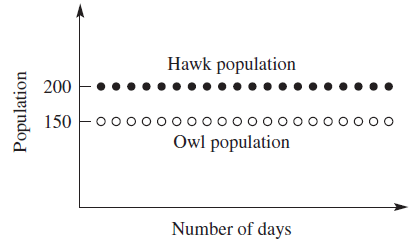 Population
Hawk population
200
150
Owl population
Number of days